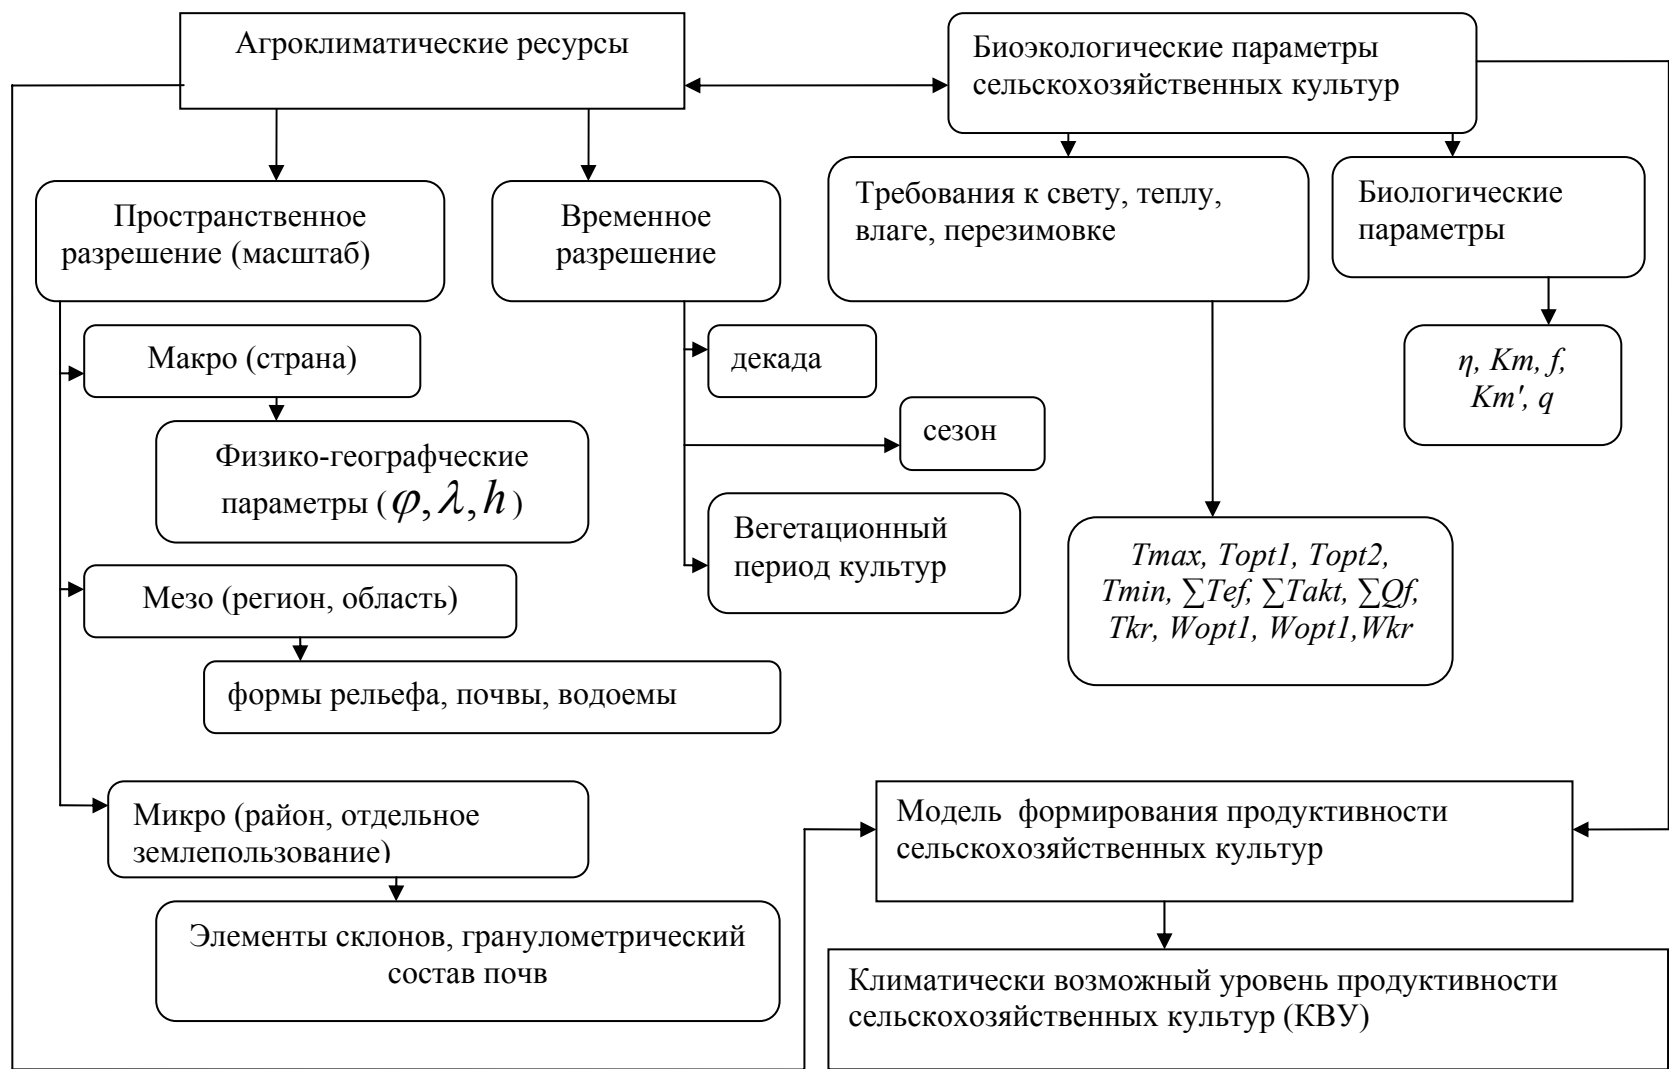 Агроклиматические ресурсы
Биоэкологические параметры
сельскохозяйственных культур
Пространственное
разрешение (масштаб)
Временное
разрешение
Требования к свету, теплу,
влаге, перезимовке
Биологические
параметры
Макро (страна)
Физико-географческие
параметры (φ, λ, h)
Мезо (регион, область)
формы рельефа, почвы, водоемы
Микро (район, отдельное
землепользование)
Элементы склонов, гранулометрический
состав почв
декада
сезон
Вегетационный
период культур
Tmax, Topt1, Topt2,
Tmin, ∑Tef, ∑Takt, ∑Qf,
Tkr, Wopt1, Wopt1,Wkr
η, Km, f,
Km', q
Модель формирования продуктивности
сельскохозяйственных культур
Климатически возможный уровень продуктивности
сельскохозяйственных культур (КВУ)